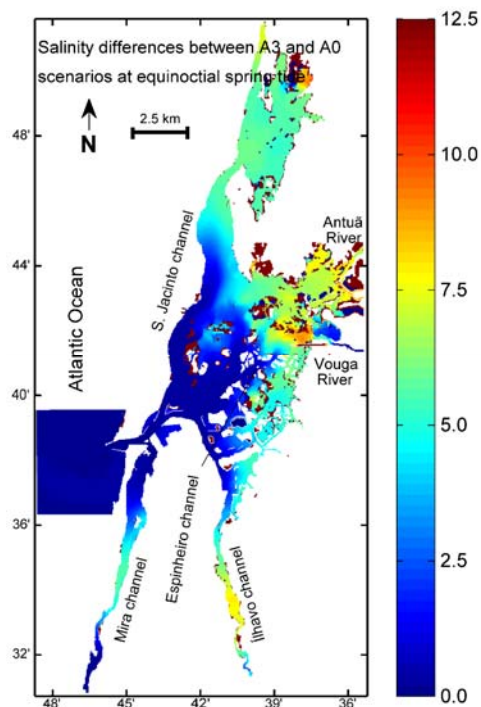 Salinity differences between A3 and A0
scenarios at equinoctial spring tide
N
2.5 km
Antuã
River
Vouga
River
S. Jacinto channel
Atlantic Ocean
Espinheiro channel
Mira channel
Ílhavo channel
48'
44'
40'
36'
32'
48' 45' 42' 39' 36'
12.5
10.0
7.5
5.0
2.5
0.0